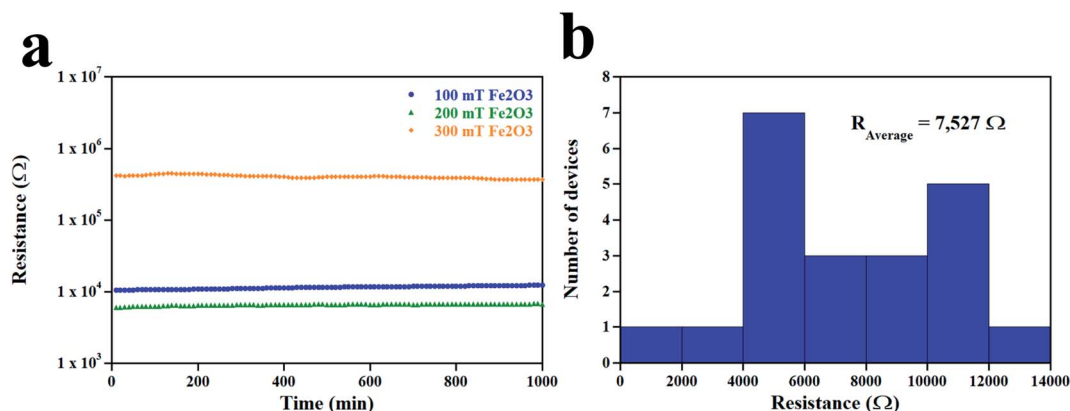 a
1 x 10^7
1 x 10^6
1 x 10^5
1 x 10^4
1 x 10^3
Resistance (Ω)
100 mT Fe2O3
200 mT Fe2O3
300 mT Fe2O3
0 200 400 600 800 1000
Time (min)
b
8
7
6
5
4
3
2
1
0
Number of devices
R_Average = 7,527 Ω
0 2000 4000 6000 8000 10000 12000 14000
Resistance (Ω)